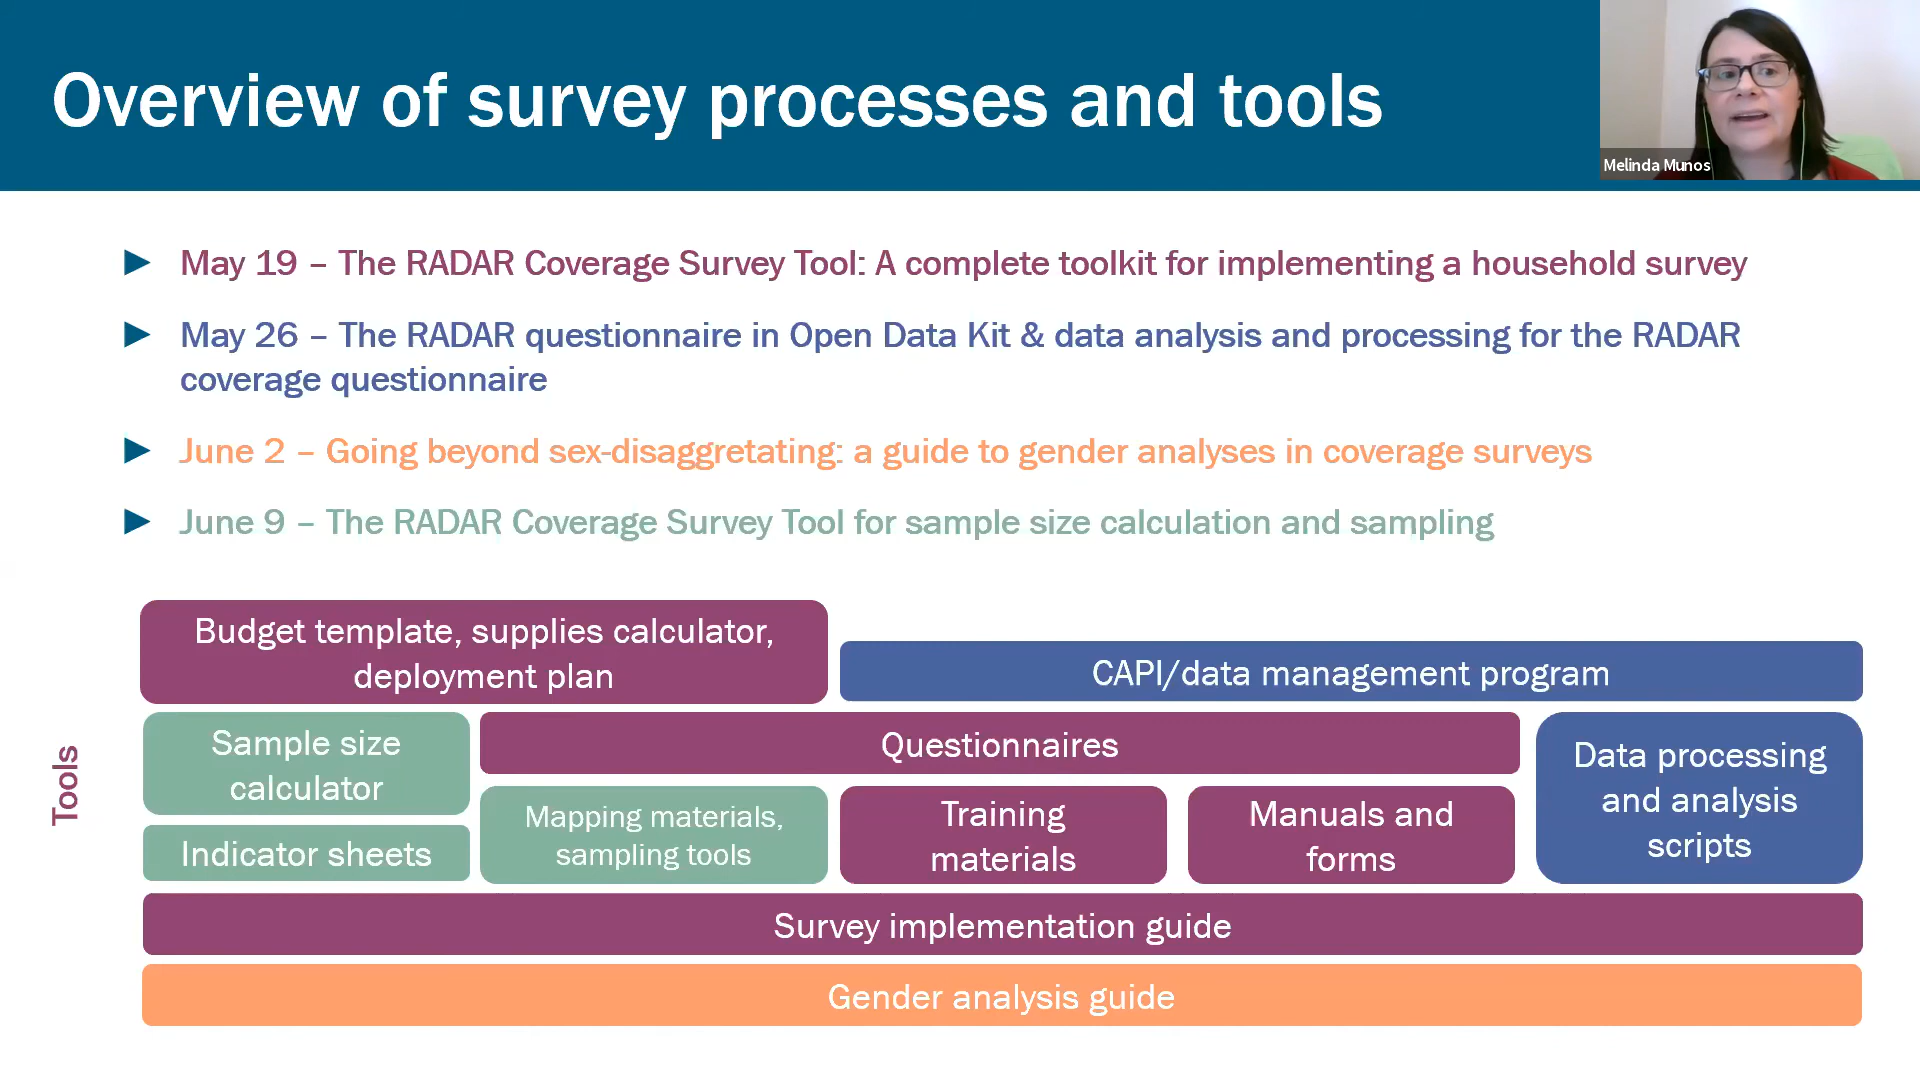 Overview of survey processes and tools
Melinda Munos
May 19 – The RADAR Coverage Survey Tool: A complete toolkit for implementing a household survey
May 26 – The RADAR questionnaire in Open Data Kit & data analysis and processing for the RADAR
coverage questionnaire
June 2 – Going beyond sex-disaggretating: a guide to gender analyses in coverage surveys
June 9 – The RADAR Coverage Survey Tool for sample size calculation and sampling
Tools
Budget template, supplies calculator,
deployment plan
CAPI/data management program
Sample size
calculator
Questionnaires
Data processing
and analysis
scripts
Indicator sheets
Mapping materials,
sampling tools
Training
materials
Manuals and
forms
Survey implementation guide
Gender analysis guide